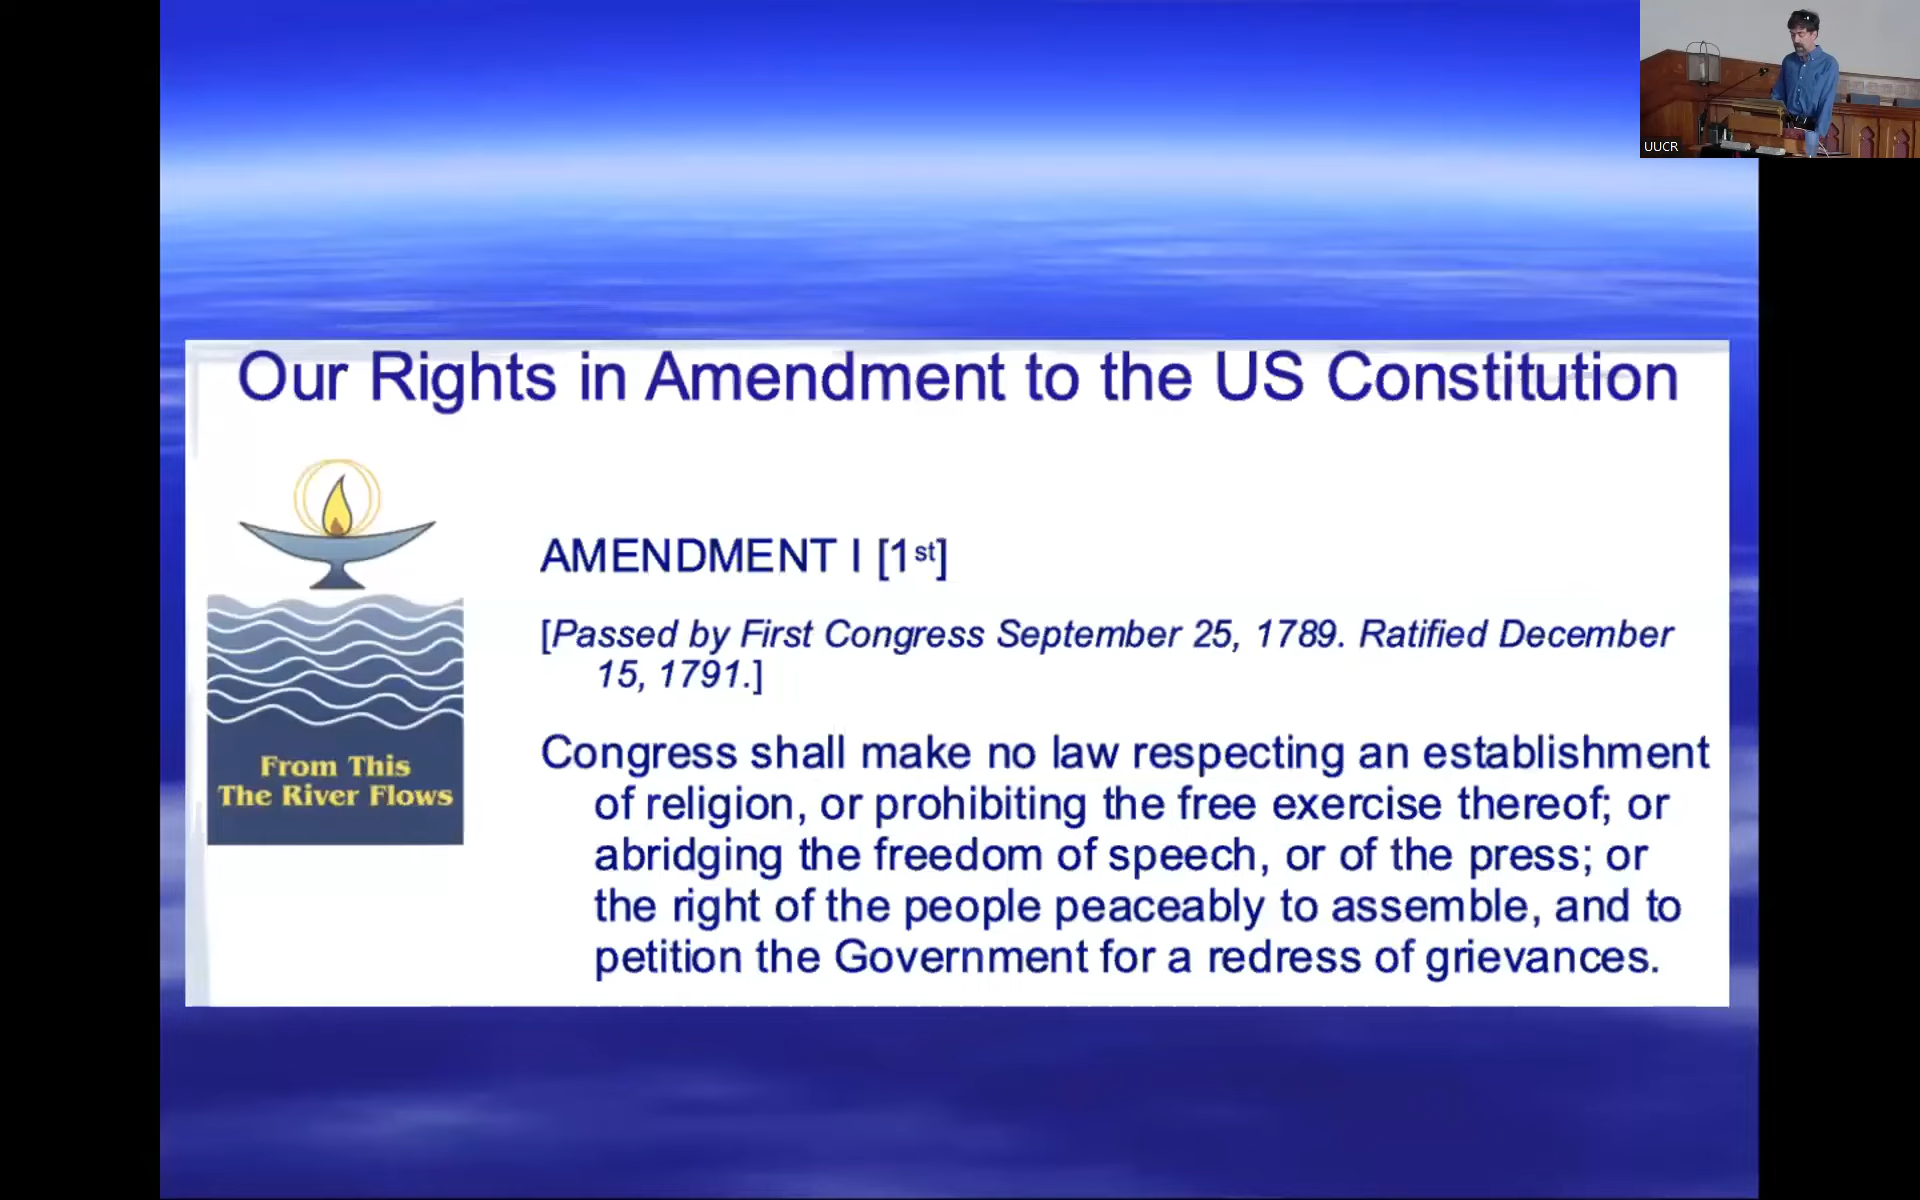 UUCR
Our Rights in Amendment to the US Constitution
AMENDMENT I [1st]
[Passed by First Congress September 25, 1789. Ratified December
15, 1791.]
Congress shall make no law respecting an establishment
of religion, or prohibiting the free exercise thereof; or
abridging the freedom of speech, or of the press; or
the right of the people peaceably to assemble, and to
petition the Government for a redress of grievances.
From This
The River Flows